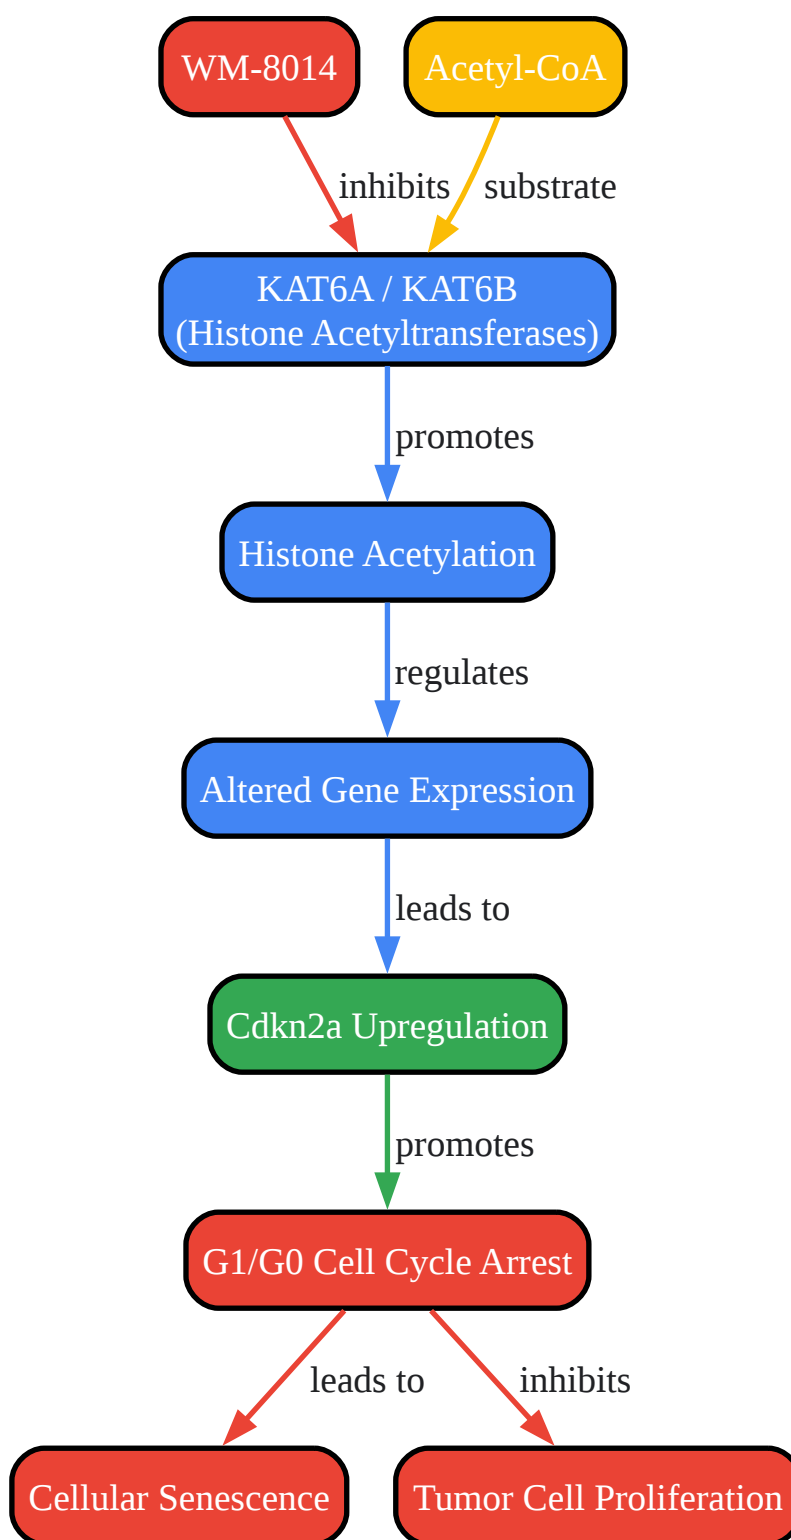 WM-8014
Acetyl-CoA
inhibits
substrate
KAT6A / KAT6B
(Histone Acetyltransferases)
promotes
Histone Acetylation
regulates
Altered Gene Expression
leads to
Cdkn2a Upregulation
promotes
G1/G0 Cell Cycle Arrest
leads to
inhibits
Cellular Senescence
Tumor Cell Proliferation